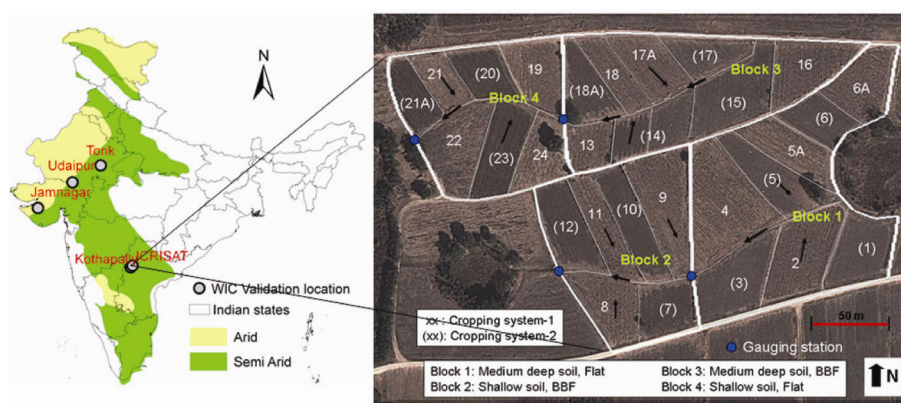 N
Tonk
Udaipur
Jamnagar
Kothapali
ICRISAT
WIC Validation location
Indian states
Arid
Semi Arid
21
(20)
19
17A
(17)
16
(21A)
Block 4
(18A)
18
Block 3
6A
22
(23)
24
13
(14)
(15)
(6)
5A
(12)
11
(10)
9
4
(5)
Block 1
(1)
Block 2
8
(7)
(3)
2
50 m
xx : Cropping system-1
(xx): Cropping system-2
Gauging station
Block 1: Medium deep soil, Flat
Block 2: Shallow soil, BBF
Block 3: Medium deep soil, BBF
Block 4: Shallow soil, Flat
N